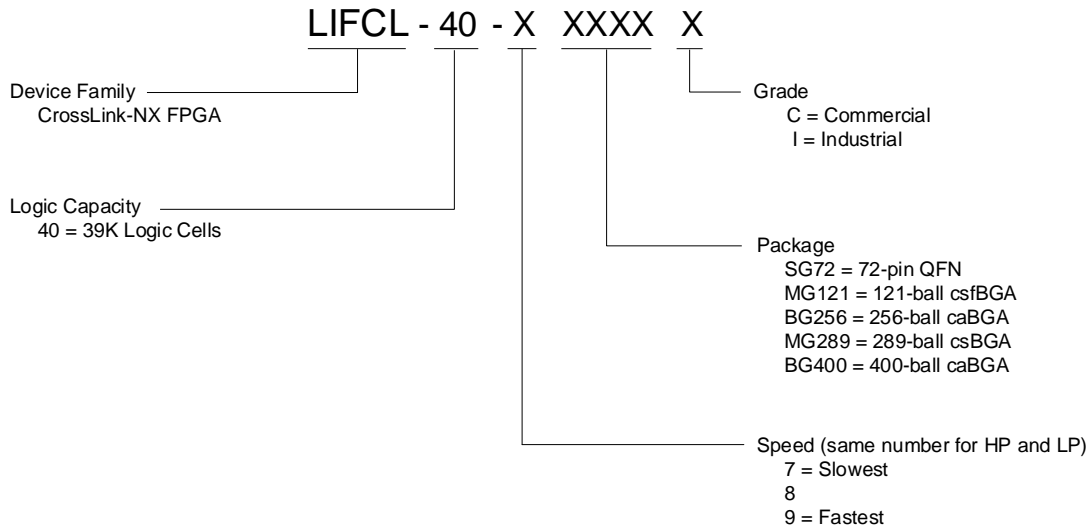 LIFCL - 40 - X XXXX X
Device Family
CrossLink-NX FPGA
Logic Capacity
40 = 39K Logic Cells
Grade
C = Commercial
I = Industrial
Package
SG72 = 72-pin QFN
MG121 = 121-ball csfBGA
BG256 = 256-ball caBGA
MG289 = 289-ball csBGA
BG400 = 400-ball caBGA
Speed (same number for HP and LP)
7 = Slowest
8
9 = Fastest